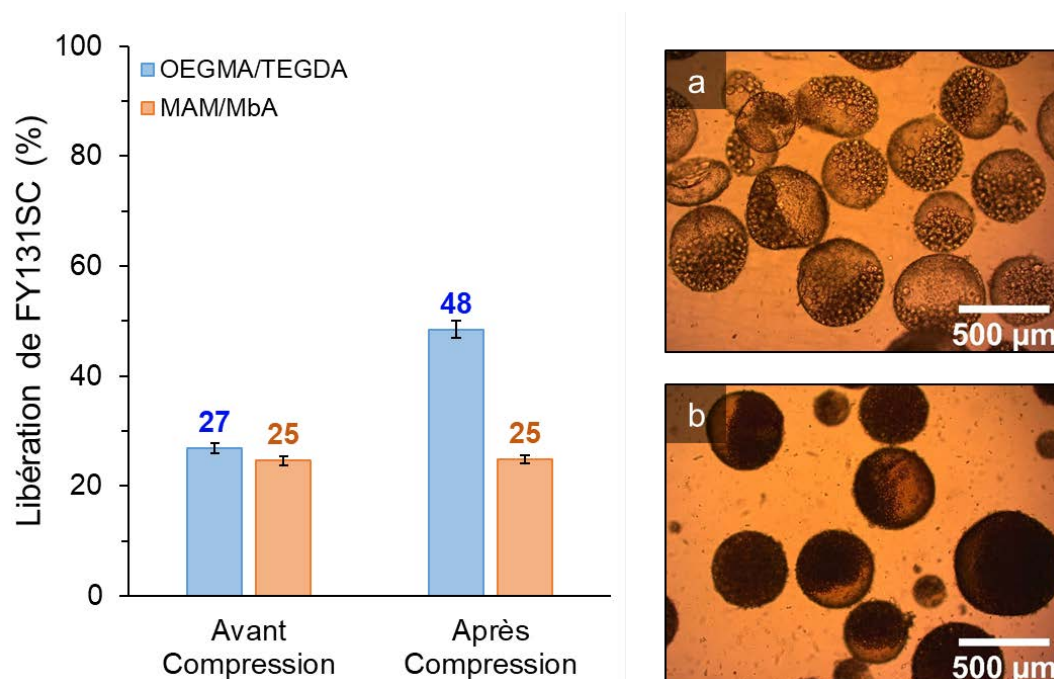 Libération de FY131SC (%)
100
80
60
40
20
0
OEGMA/TEGDA
MAM/MbA
27
25
48
25
Avant
Compression
Après
Compression
a
500 µm
b
500 µm